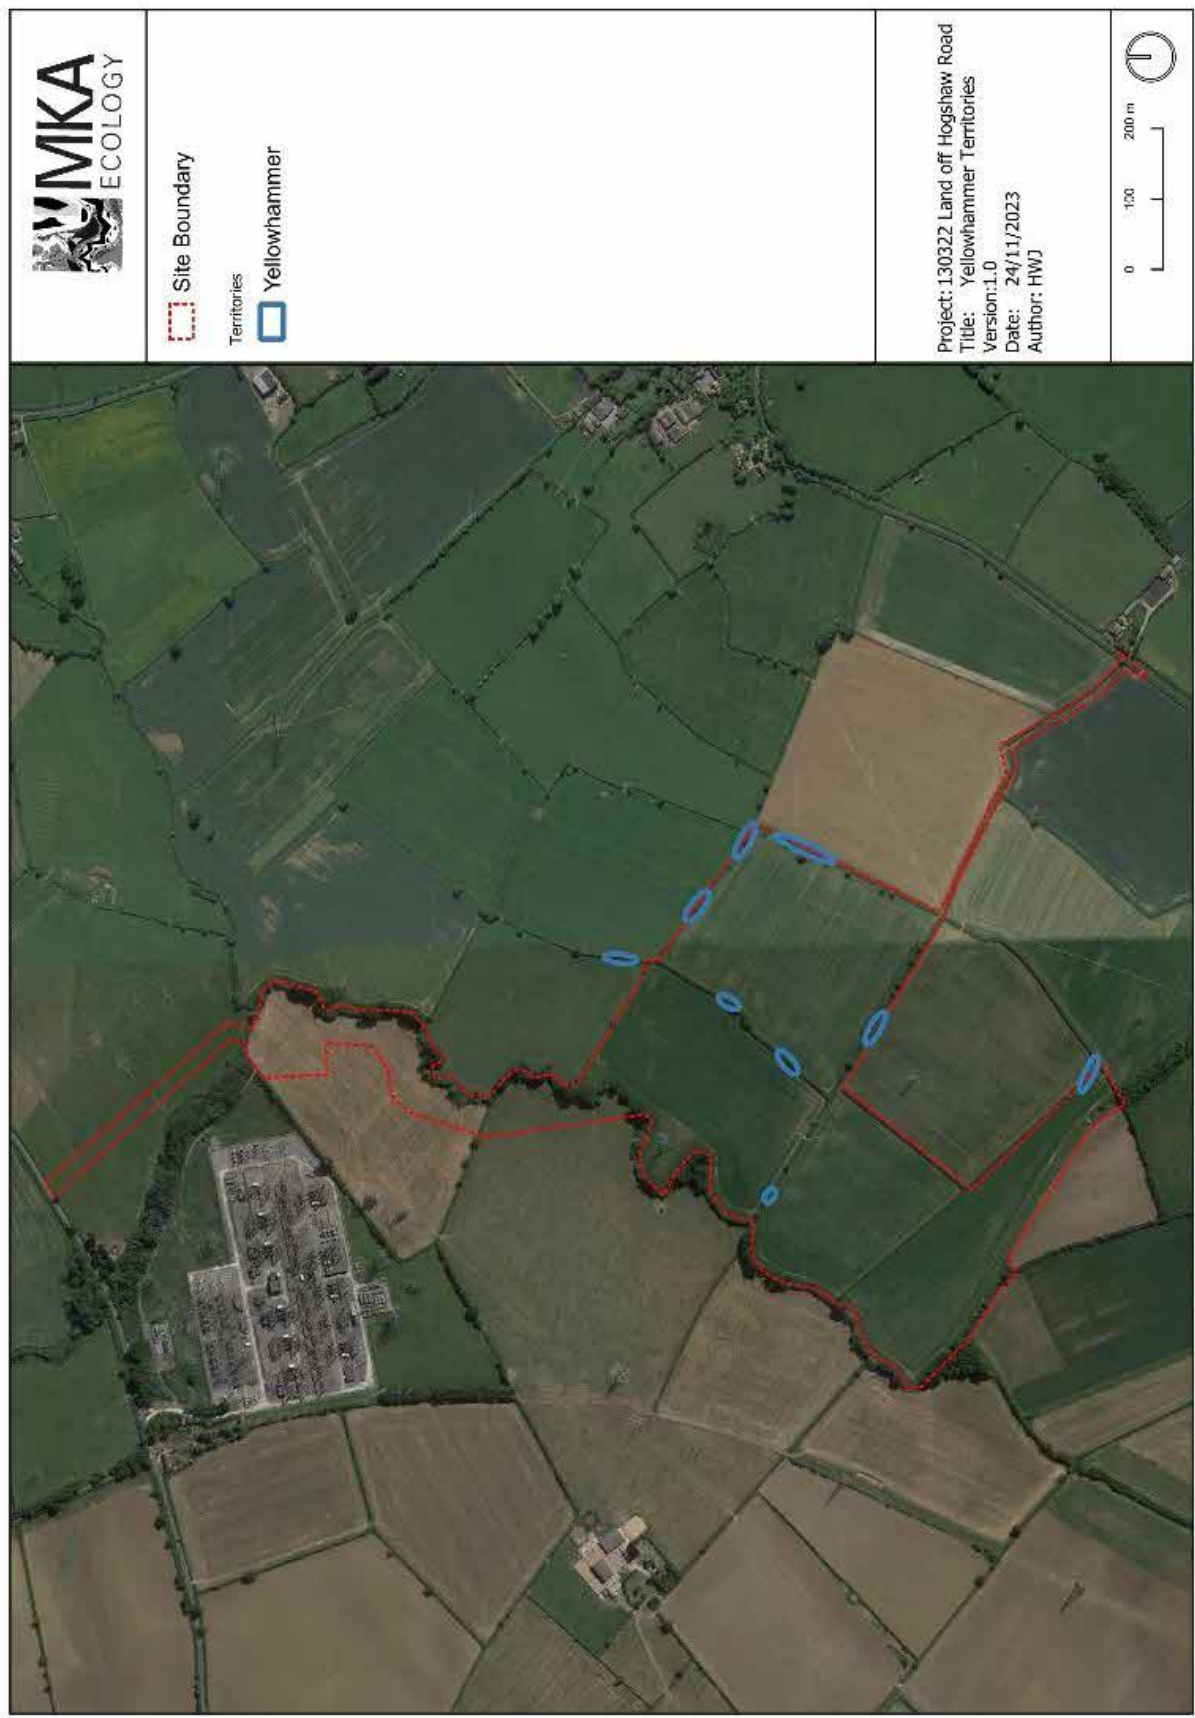 MKA
ECOLOGY
Site Boundary
Territories
Yellowhammer
Project: 130322 Land off Hogshaw Road
Title: Yellowhammer Territories
Version:1.0
Date: 24/11/2023
Author: HWJ
0 100 200 m